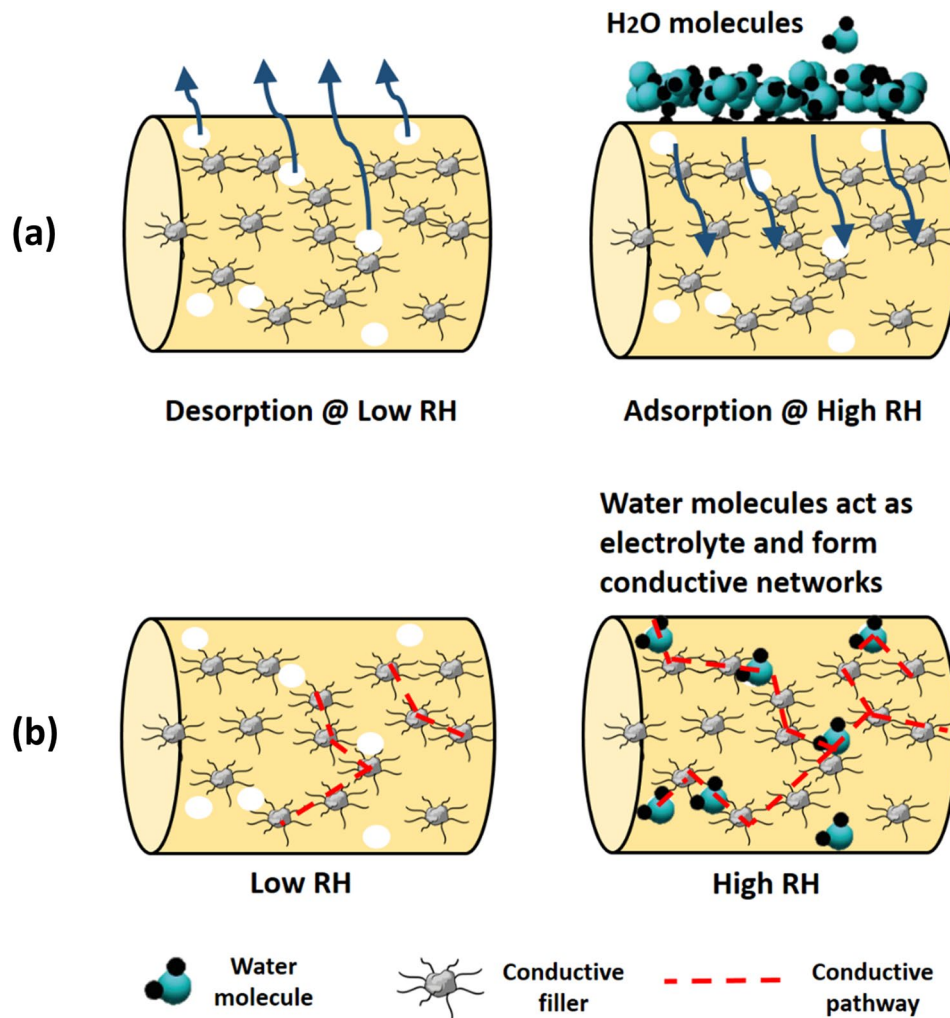 H2O molecules
(a)
Desorption @ Low RH
Adsorption @ High RH
Water molecules act as
electrolyte and form
conductive networks
(b)
Low RH
High RH
Water
molecule
Conductive
filler
Conductive
pathway